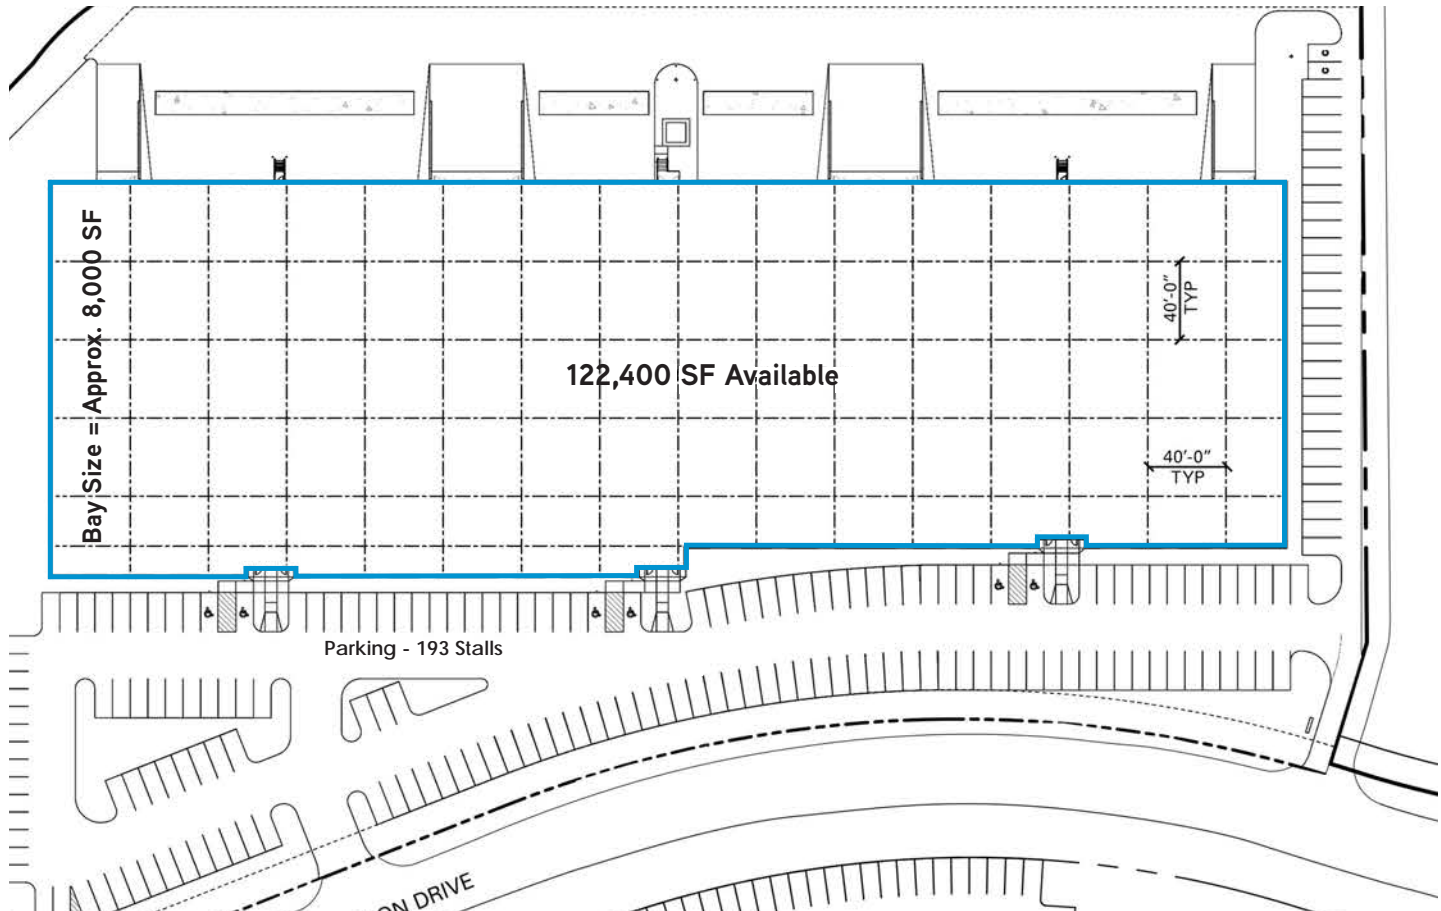 Bay Size = Approx. 8,000 SF
40'-0"
TYP
122,400 SF Available
40'-0"
TYP
Parking - 193 Stalls
DRIVE